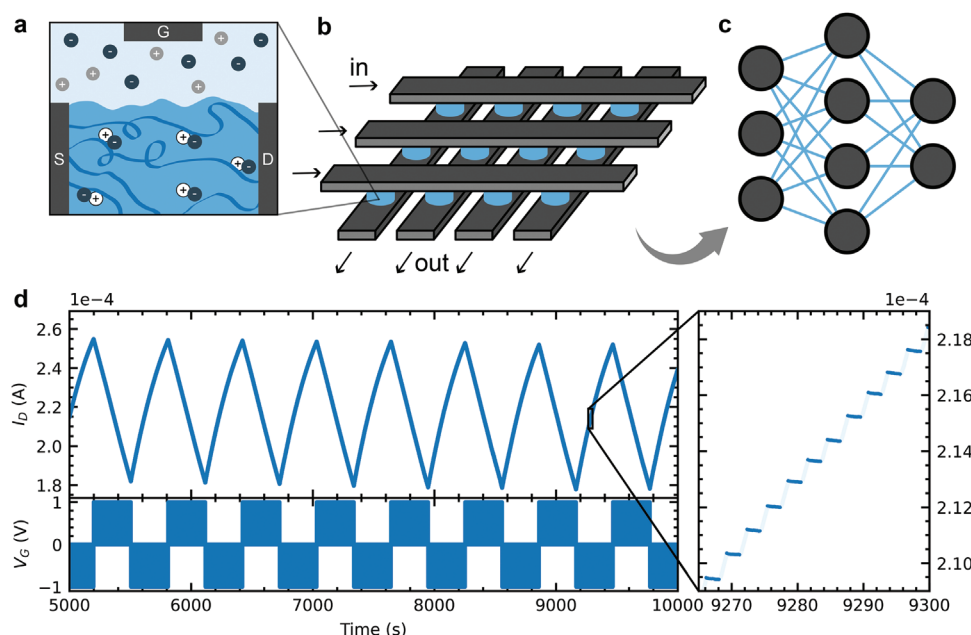 a
G
S
D
b
in
out
c
d
1e−4
2.6
2.4
2.2
2.0
1.8
I_D (A)
1
0
−1
V_G (V)
5000 6000 7000 8000 9000 10000
Time (s)
1e−4
2.18
2.16
2.14
2.12
2.10
9270 9280 9290 9300